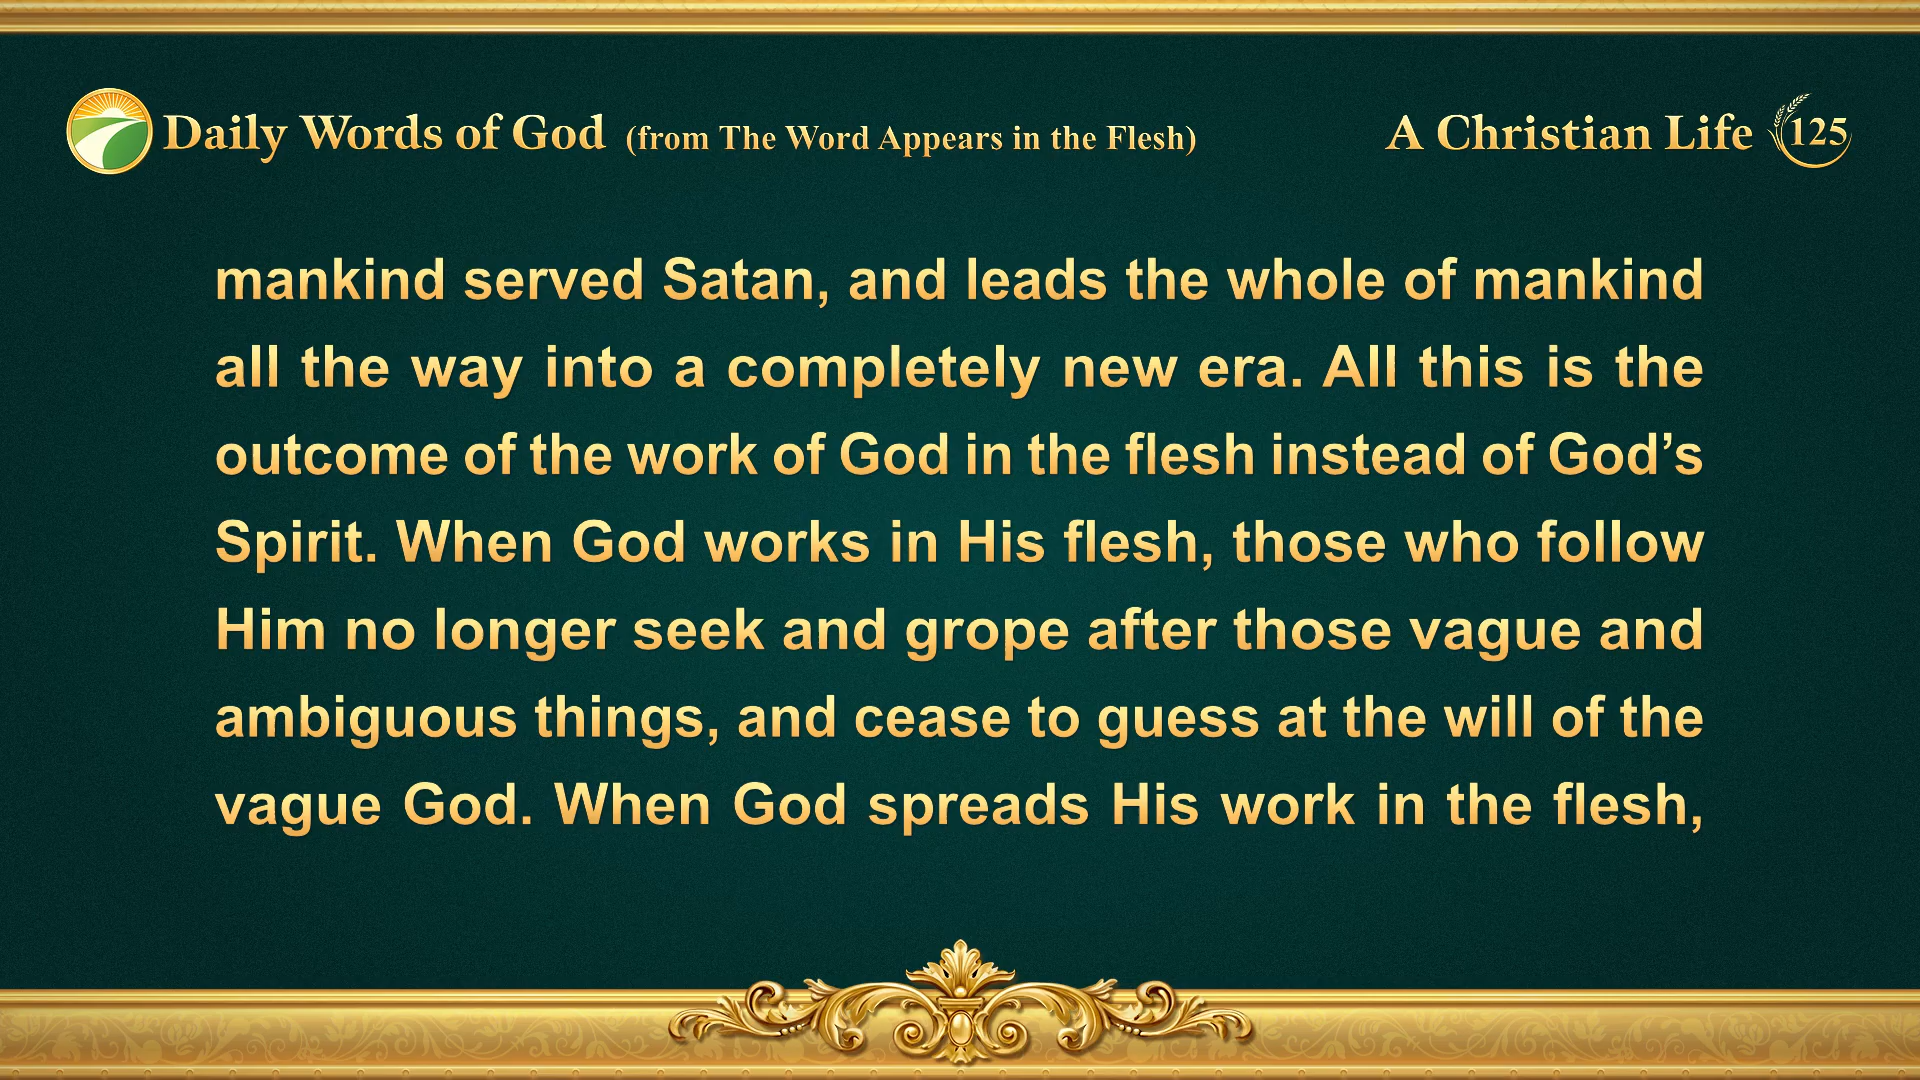 Daily Words of God (from The Word Appears in the Flesh)
A Christian Life 125
mankind served Satan, and leads the whole of mankind
all the way into a completely new era. All this is the
outcome of the work of God in the flesh instead of God’s
Spirit. When God works in His flesh, those who follow
Him no longer seek and grope after those vague and
ambiguous things, and cease to guess at the will of the
vague God. When God spreads His work in the flesh,